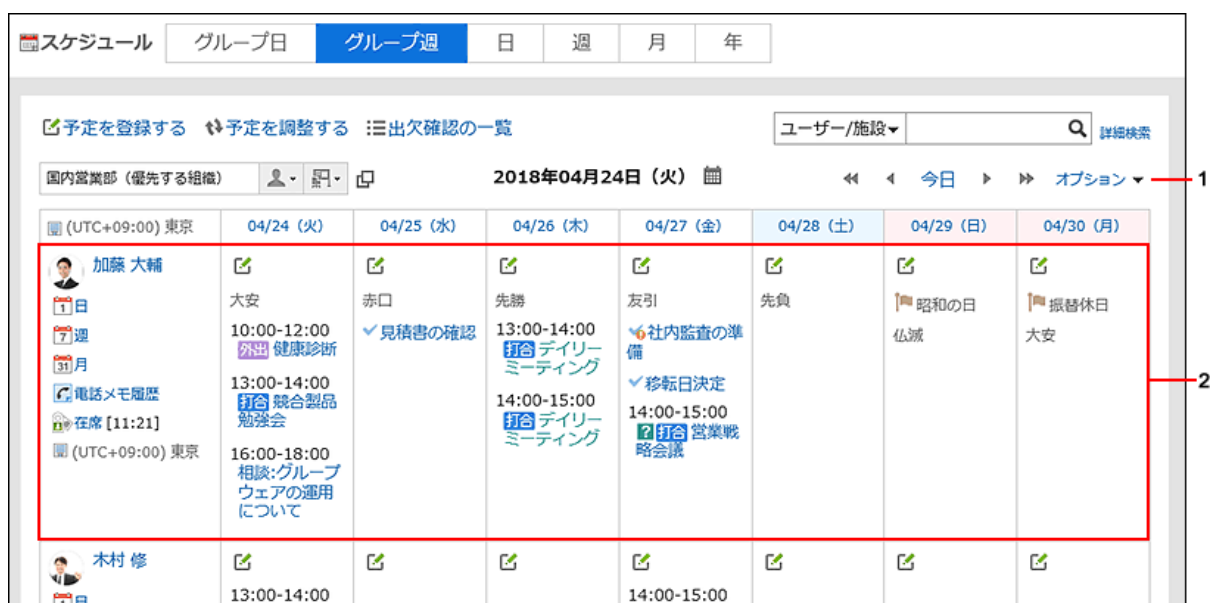 スケジュール グループ日 グループ週 日 週 月 年
予定を登録する 予定を調整する 出欠確認の一覧 ユーザー/施設 詳細検索
国内営業部（優先する組織） 2018年04月24日（火） 今日 オプション 1
(UTC+09:00) 東京 04/24（火） 04/25（水） 04/26（木） 04/27（金） 04/28（土） 04/29（日） 04/30（月）
加藤 大輔
1 日
7 週
31 月
電話メモ履歴
在席 [11:21]
(UTC+09:00) 東京
大安
10:00-12:00
外出 健康診断
13:00-14:00
打合 競合製品
勉強会
16:00-18:00
相談:グループ
ウェアの運用
について
赤口
見積書の確認
先勝
13:00-14:00
打合 デイリー
ミーティング
14:00-15:00
打合 デイリー
ミーティング
友引
社内監査の準
備
移転日決定
14:00-15:00
? 打合 営業戦
略会議
先負
昭和の日
仏滅
振替休日
大安
2
木村 修
1 日
13:00-14:00
14:00-15:00